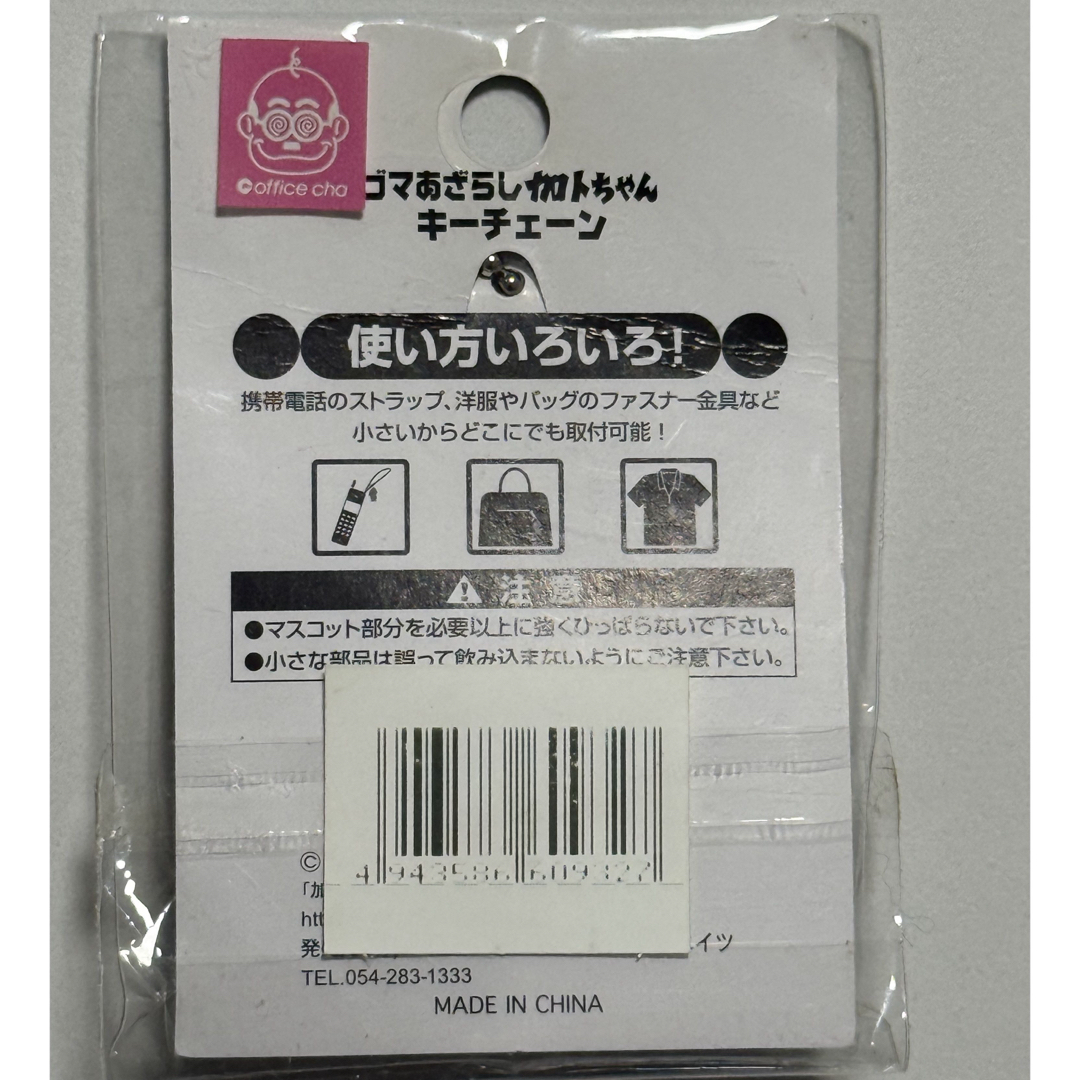 office cha
ゴマあざらし加トちゃん
キーチェーン
使い方いろいろ!
携帯電話のストラップ、洋服やバッグのファスナー金具など
小さいからどこにでも取付可能!
注意
●マスコット部分を必要以上に強くひっぱらないで下さい。
●小さな部品は誤って飲み込まないようにご注意下さい。
4 943586 609327
©
「加
htt
発
イツ
TEL.054-283-1333
MADE IN CHINA